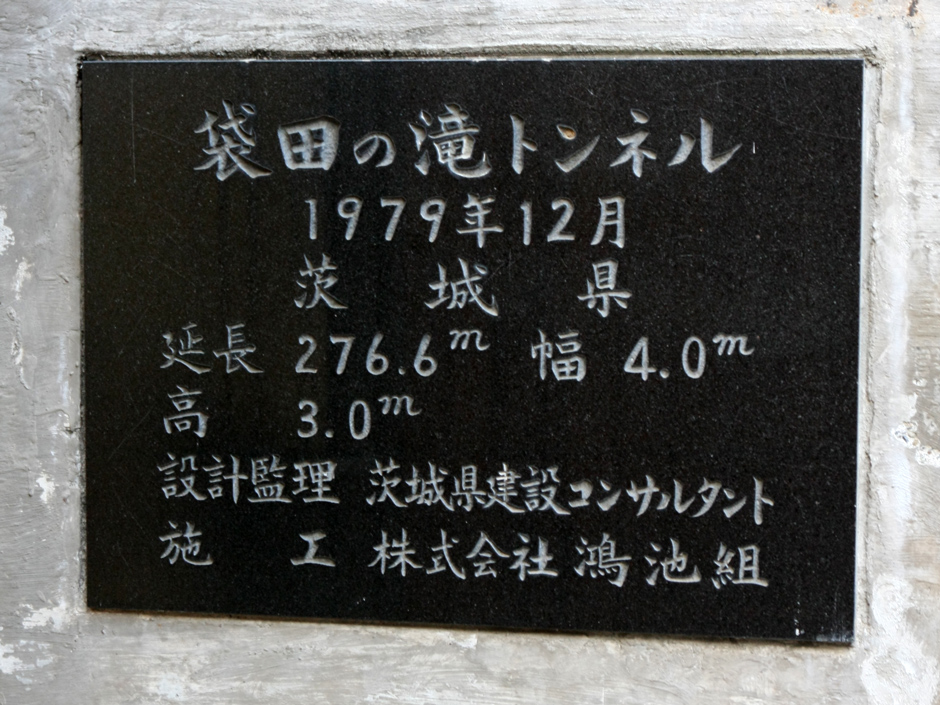 袋田の滝トンネル
1979年12月
茨城県
延長 276.6m 幅 4.0m
高 3.0m
設計監理 茨城県建設コンサルタント
施工 株式会社鴻池組